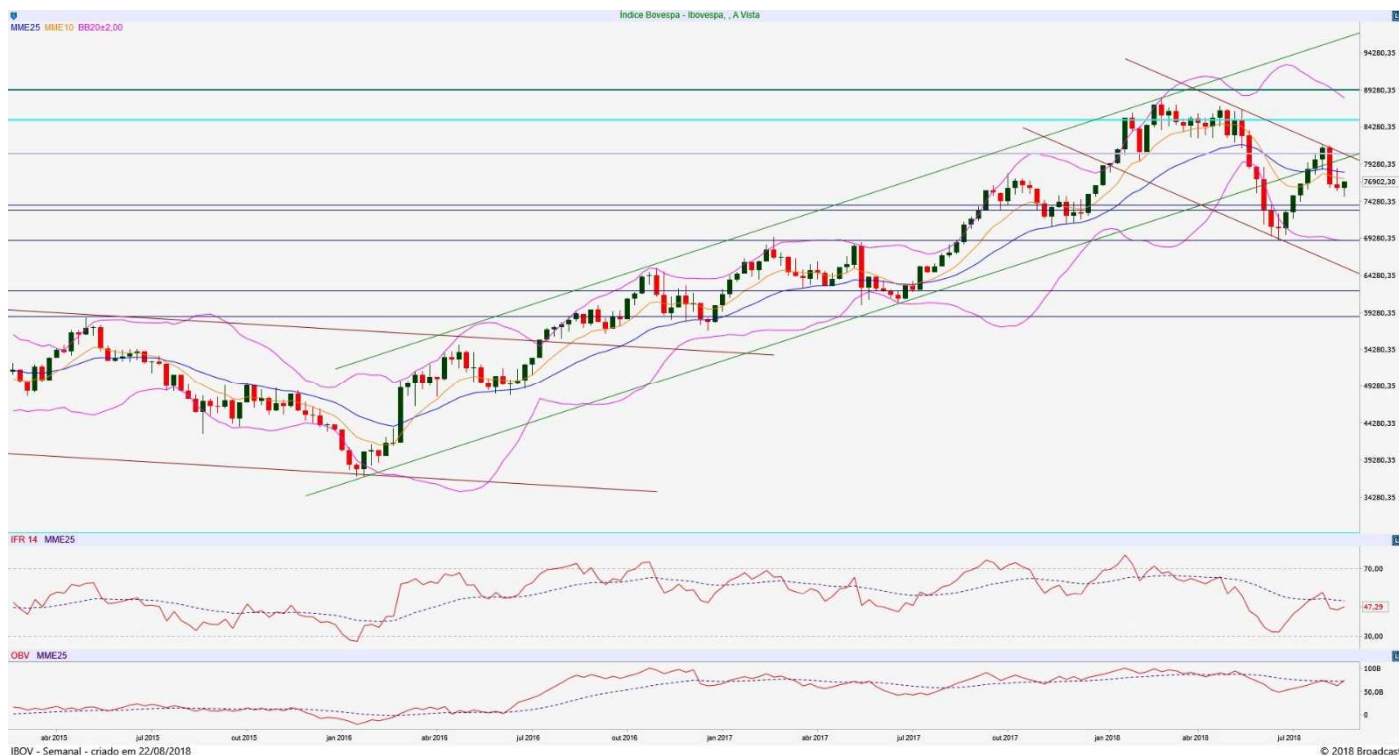 Índice Bovespa - Ibovespa, , A Vista
MME25 MME10 BB20±2,00
94280,35
89280,35
84280,35
79280,35
76902,30
74280,35
69280,35
64280,35
59280,35
54280,35
49280,35
44280,35
39280,35
34280,35
IFR 14 MME25
70,00
47,29
30,00
OBV MME25
100B
50,0B
0
abr 2015 jul 2015 out 2015 jan 2016 abr 2016 jul 2016 out 2016 jan 2017 abr 2017 jul 2017 out 2017 jan 2018 abr 2018 jul 2018
IBOV - Semanal - criado em 22/08/2018 © 2018 Broadcast